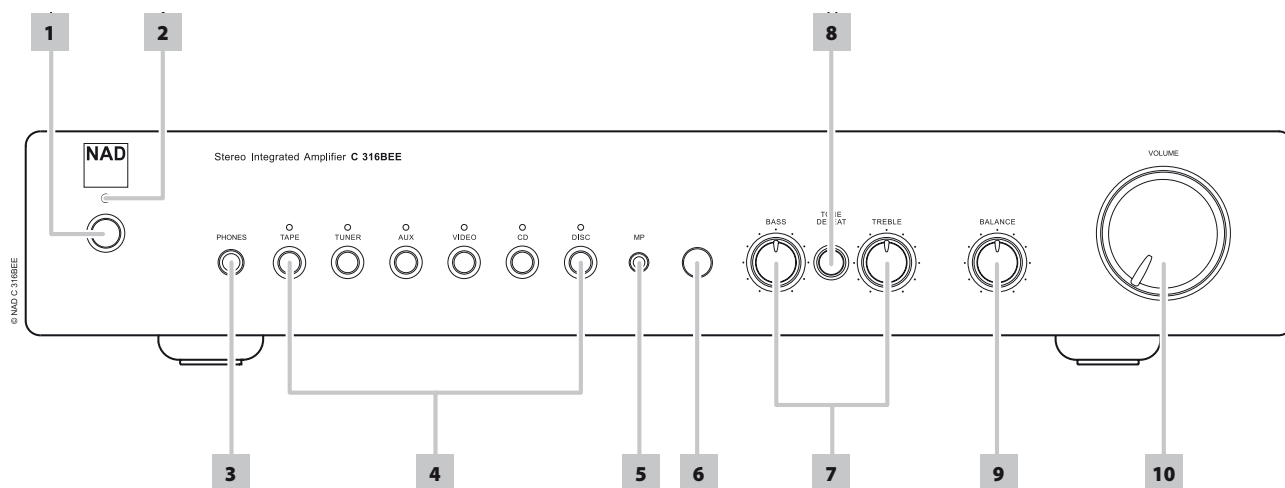 1 2 8
NAD
Stereo Integrated Amplifier C 316BEE
VOLUME
PHONES TAPE TUNER AUX VIDEO CD DISC MP BASS TONE DEFEAT TREBLE BALANCE
© NAD C 316BEE
3 4 5 6 7 9 10